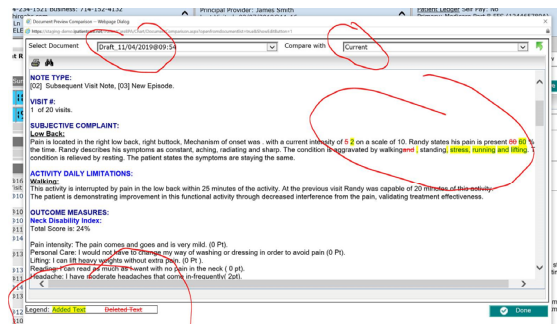 714-152-4132
Principal Provider: James Smith
Patient Ledger Self Pay: No
Document Preview Comparison -- Webpage Dialog
Select Document
Draft_11/04/2019@09:54
Compare with
Current
NOTE TYPE:
[02] Subsequent Visit Note, [03] New Episode.
VISIT #:
1 of 20 visits.
SUBJECTIVE COMPLAINT:
Low Back:
Pain is located in the right low back, right buttock, Mechanism of onset was . with a current intensity of 5 2 on a scale of 10. Randy states his pain is present 80 60 %
the time. Randy describes his symptoms as constant, aching, radiating and sharp. The condition is aggravated by walkingand , standing, stress, running and lifting. T
condition is relieved by resting. The patient states the symptoms are staying the same.
ACTIVITY DAILY LIMITATIONS:
Walking:
This activity is interrupted by pain in the low back within 25 minutes of the activity. At the previous visit Randy was capable of 20 minutes of this activity.
The patient is demonstrating improvement in this functional activity through decreased interference from the pain, validating treatment effectiveness.
OUTCOME MEASURES:
Neck Disability Index:
Total Score is: 24%
Pain intensity: The pain comes and goes and is very mild. (0 Pt).
Personal Care: I would not have to change my way of washing or dressing in order to avoid pain (0 Pt).
Lifting: I can lift heavy weights without extra pain. (0 Pt ).
Reading: I can read as much as I want with no pain in the neck ( 0 pt).
Headache: I have moderate headaches that come in-frequently( 2pt).
Legend: Added Text Deleted Text
Done